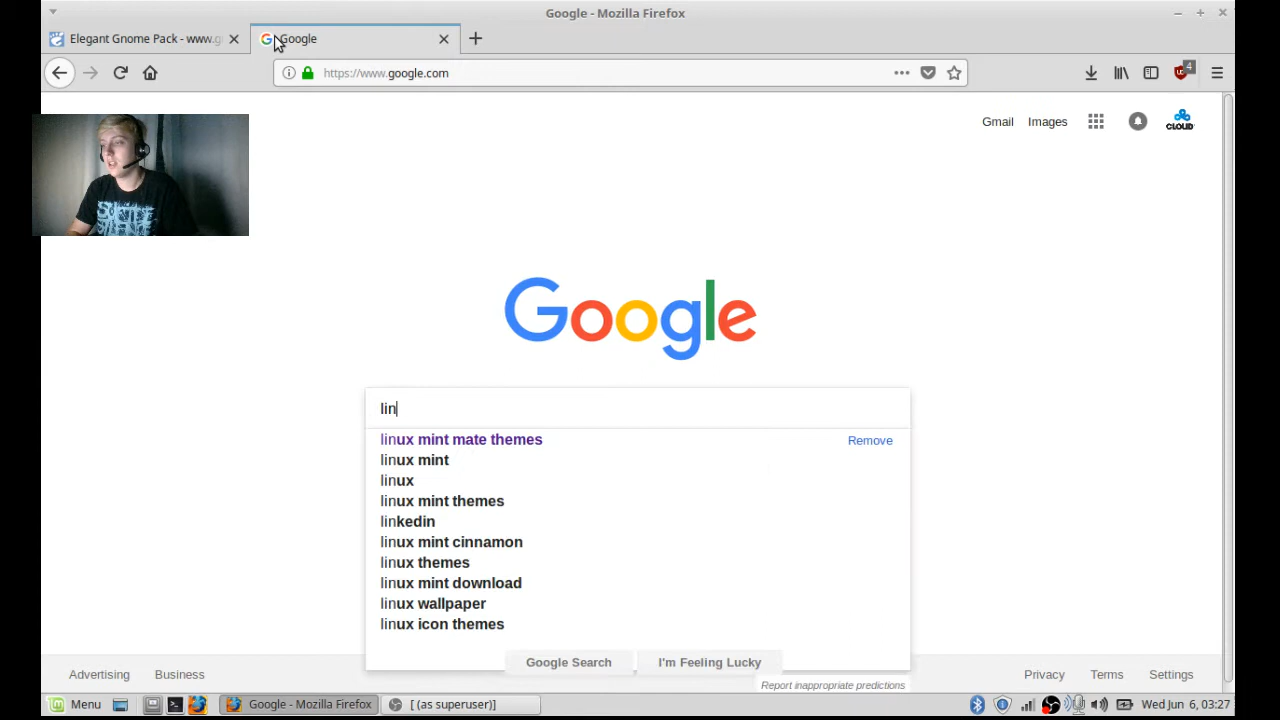 Google - Mozilla Firefox
Elegant Gnome Pack - www.g
Google
https://www.google.com
4
Gmail Images
CLOUD
SUICIDE SILENCE
Google
lin
linux mint mate themes Remove
linux mint
linux
linux mint themes
linkedin
linux mint cinnamon
linux themes
linux mint download
linux wallpaper
linux icon themes
Google Search I'm Feeling Lucky
Report inappropriate predictions
Advertising Business Privacy Terms Settings
Menu Google - Mozilla Firefox [ (as superuser)] Wed Jun 6, 03:27